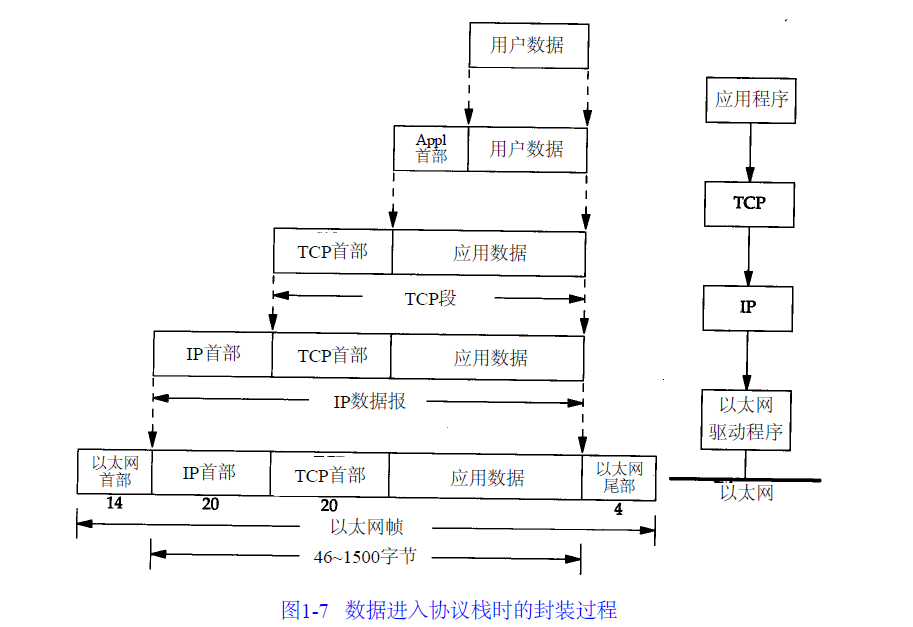 用户数据
应用程序
Appl
首部
用户数据
TCP
TCP首部
应用数据
TCP段
IP
IP首部
TCP首部
应用数据
IP数据报
以太网
驱动程序
以太网
首部
IP首部
TCP首部
应用数据
以太网
尾部
以太网
14
20
20
4
以太网帧
46~1500字节
图1-7 数据进入协议栈时的封装过程